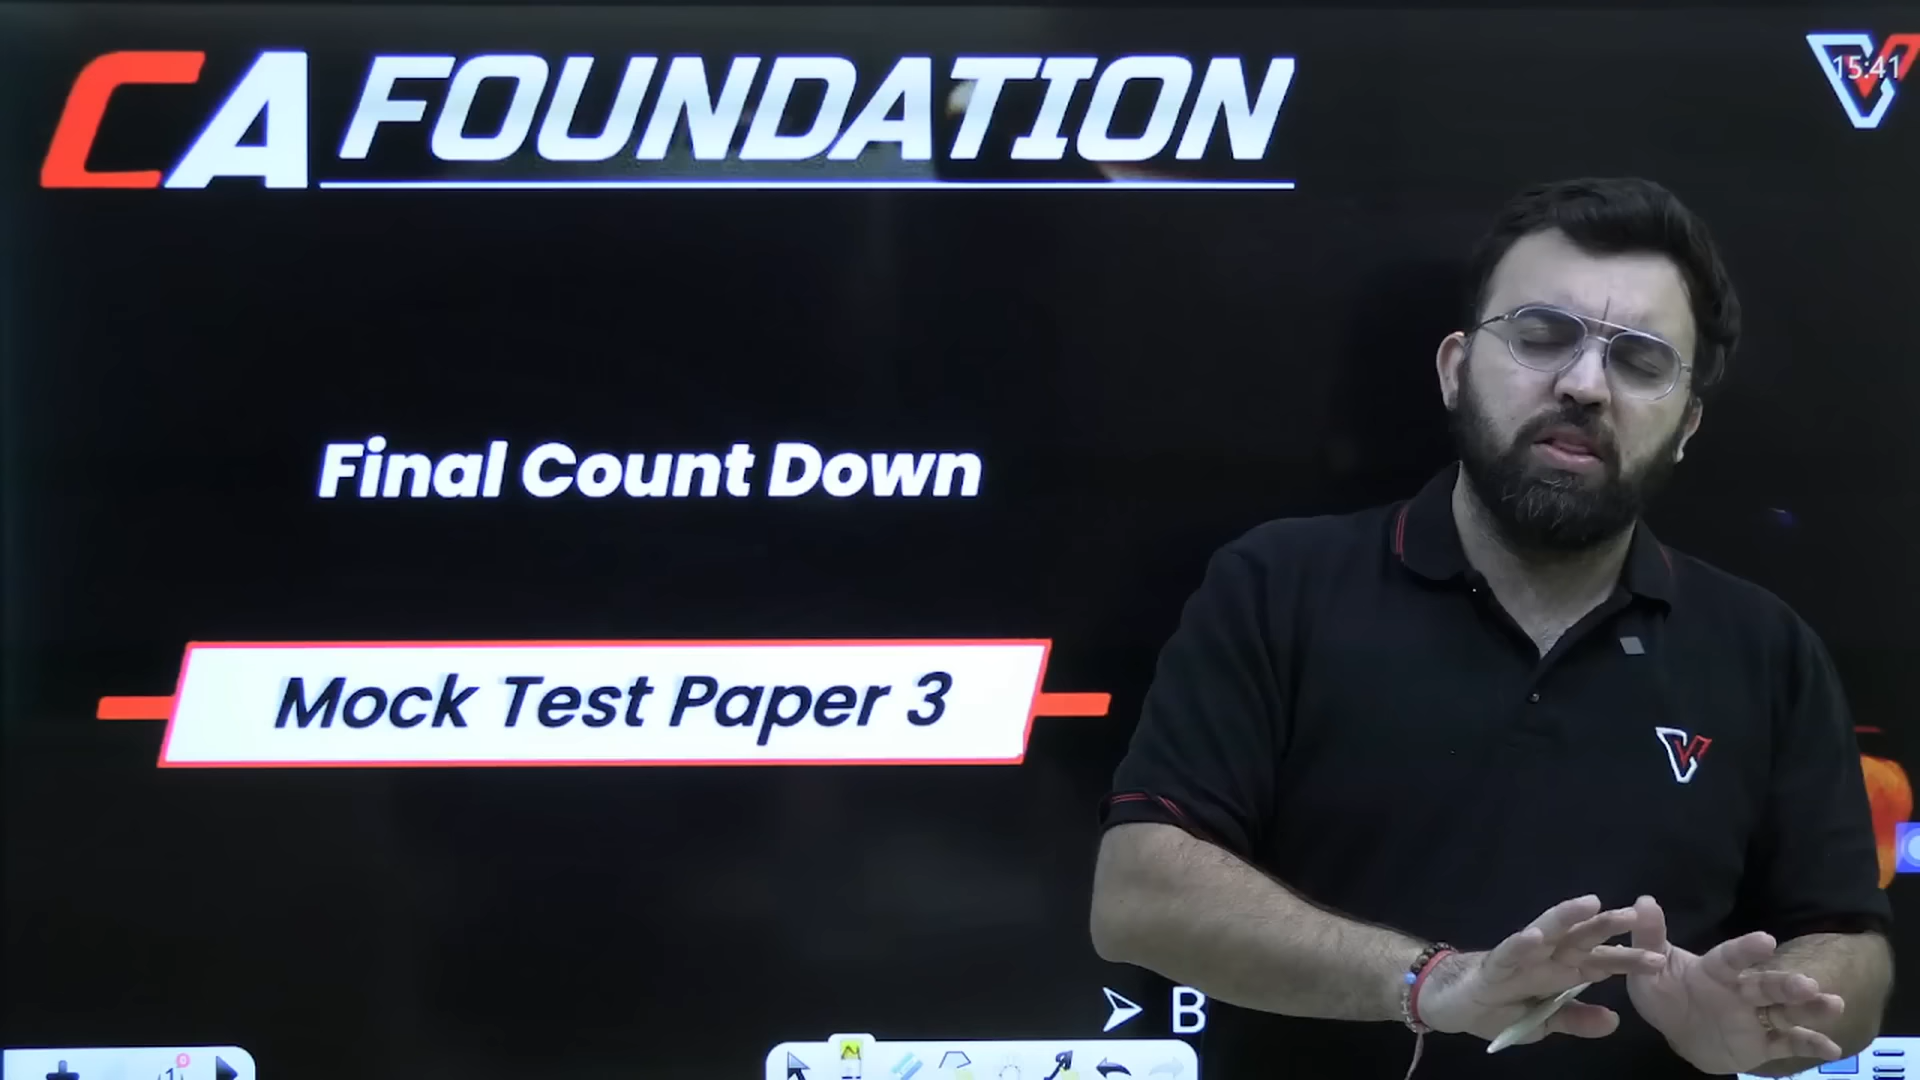 CA FOUNDATION
15:41
Final Count Down
Mock Test Paper 3
B